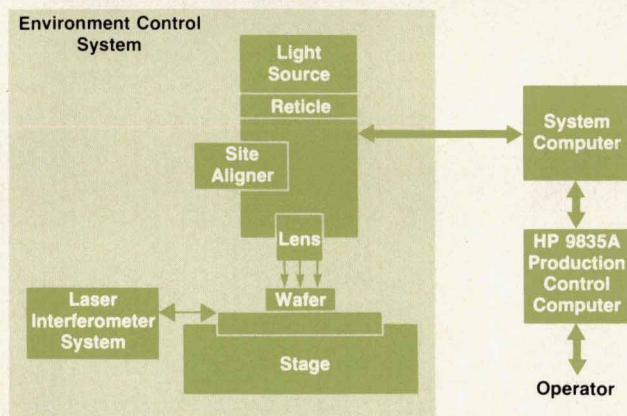 Environment Control
System
Light
Source
Reticle
Site
Aligner
Lens
Wafer
Laser
Interferometer
System
Stage
System
Computer
HP 9835A
Production
Control
Computer
Operator